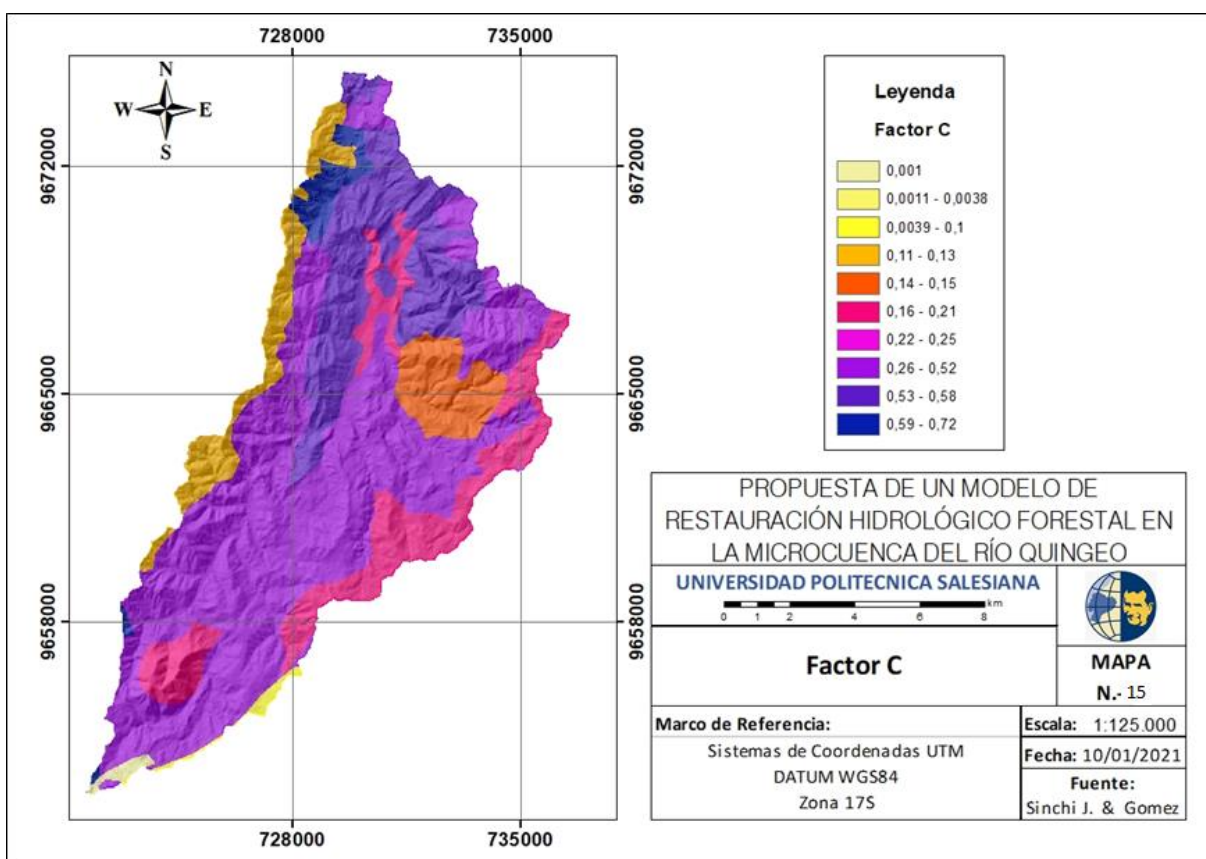 728000 735000
N
W E
S
9672000 9672000
9665000 9665000
9658000 9658000
728000 735000
Leyenda
Factor C
0,001
0,0011 - 0,0038
0,0039 - 0,1
0,11 - 0,13
0,14 - 0,15
0,16 - 0,21
0,22 - 0,25
0,26 - 0,52
0,53 - 0,58
0,59 - 0,72
PROPUESTA DE UN MODELO DE
RESTAURACIÓN HIDROLÓGICO FORESTAL EN
LA MICROCUENCA DEL RÍO QUINGEO
UNIVERSIDAD POLITECNICA SALESIANA
km
0 1 2 4 6 8
Factor C
MAPA
N.- 15
Marco de Referencia:
Sistemas de Coordenadas UTM
DATUM WGS84
Zona 17S
Escala: 1:125.000
Fecha: 10/01/2021
Fuente:
Sinchi J. & Gomez